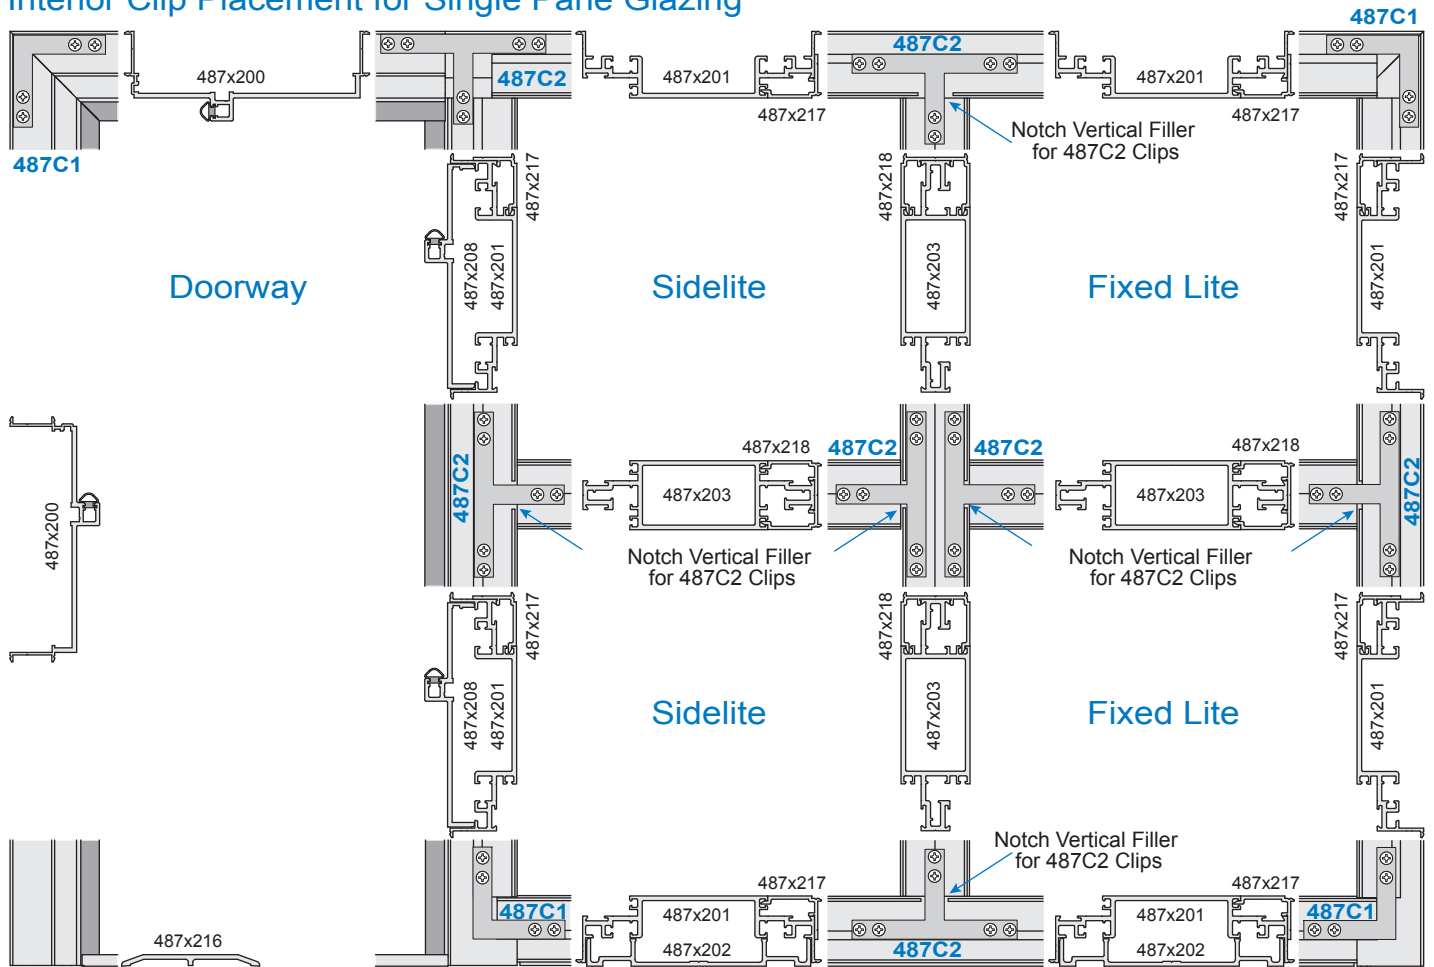 Interior Clip Placement for Single Pane Glazing
487C1
487C2
487x200
487C2
487x201
487x201
487x217
487x217
487C1
Notch Vertical Filler
for 487C2 Clips
487x217
487x218
487x217
487x208
487x201
487x203
487x201
Doorway
Sidelite
Fixed Lite
487x200
487C2
487x218
487C2
487C2
487x218
487C2
487x203
487x203
Notch Vertical Filler
for 487C2 Clips
Notch Vertical Filler
for 487C2 Clips
487x217
487x218
487x217
487x208
487x201
487x203
487x201
Sidelite
Fixed Lite
Notch Vertical Filler
for 487C2 Clips
487x217
487x217
487C1
487x201
487x201
487C1
487x216
487x202
487C2
487x202